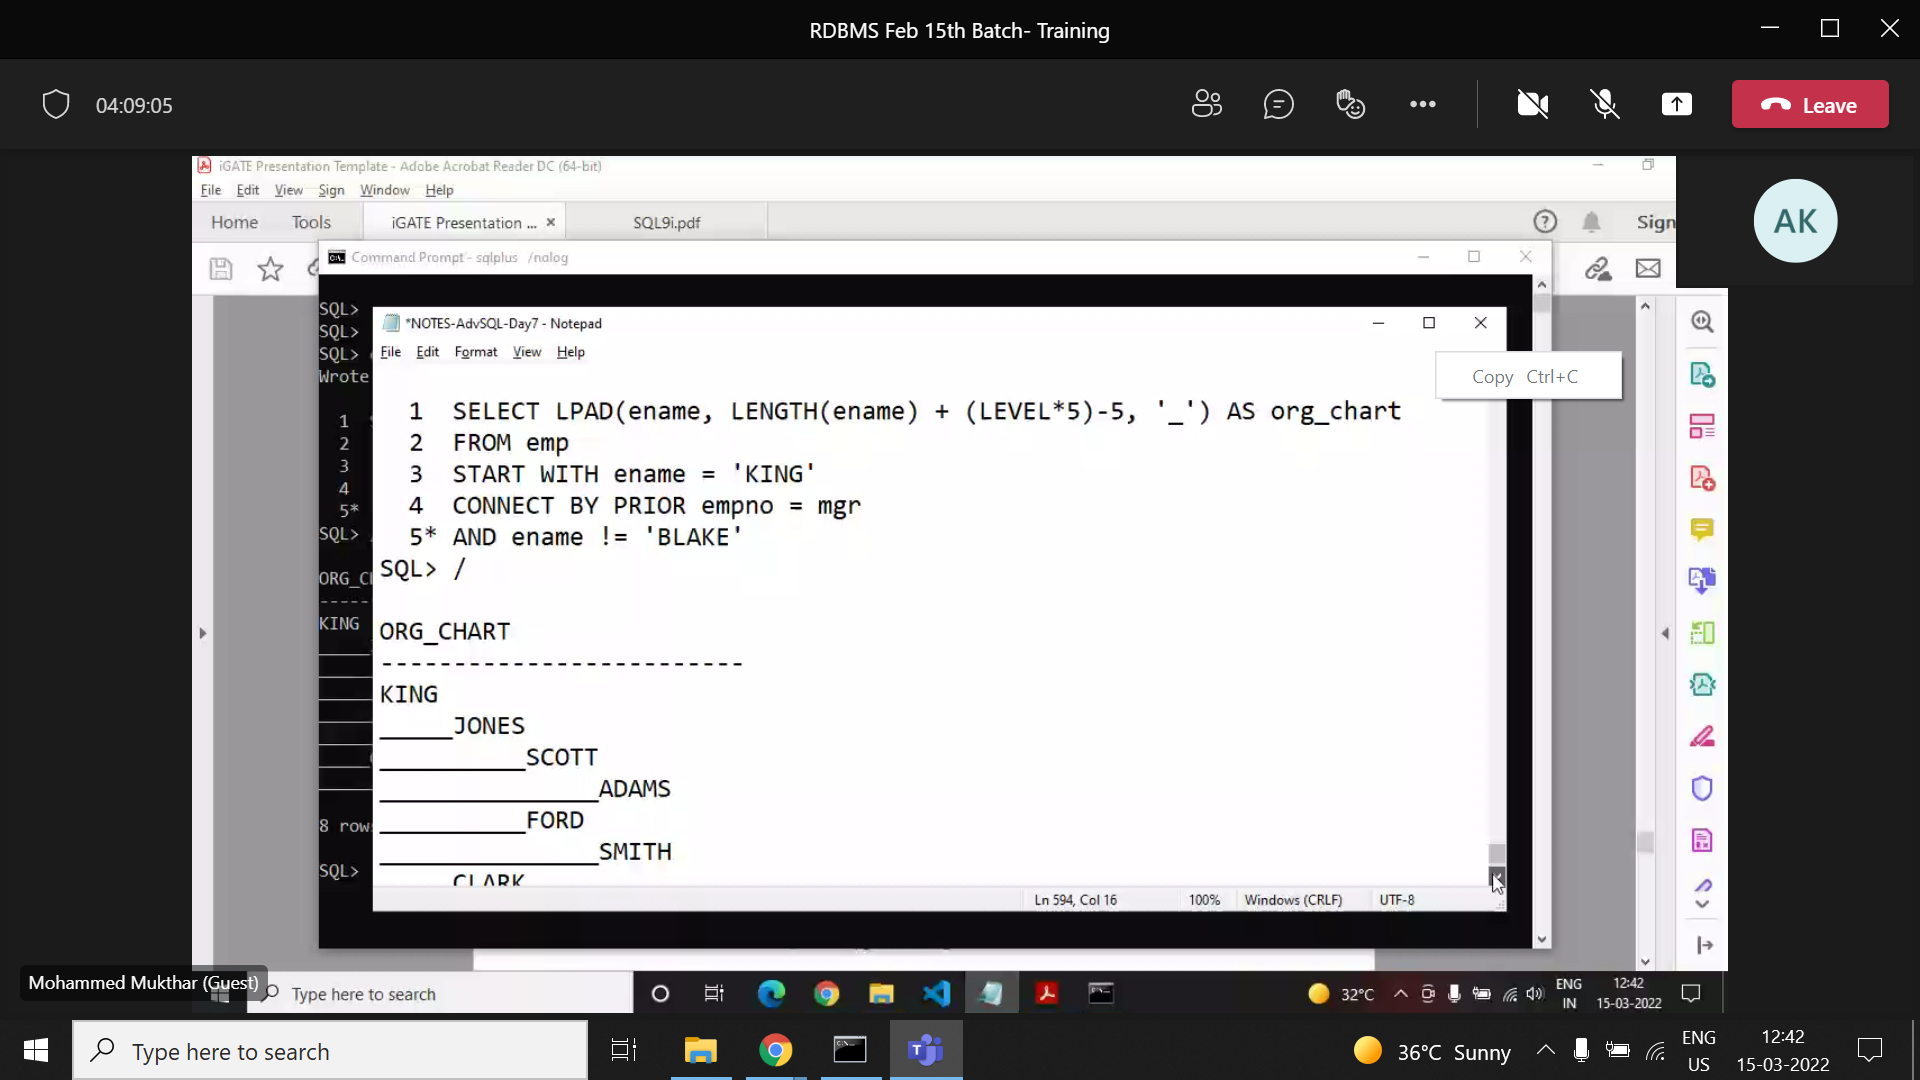 RDBMS Feb 15th Batch- Training
04:09:05
Leave
iGATE Presentation Template - Adobe Acrobat Reader DC (64-bit)
File Edit View Sign Window Help
Home Tools iGATE Presentation ... × SQL9i.pdf Sign
AK
Command Prompt - sqlplus /nolog
SQL>
SQL>
SQL>
Wrote
1
2
3
4
5*
SQL>
ORG_C
KING
8 row
SQL>
*NOTES-AdvSQL-Day7 - Notepad
File Edit Format View Help
Copy Ctrl+C
1 SELECT LPAD(ename, LENGTH(ename) + (LEVEL*5)-5, '_') AS org_chart
2 FROM emp
3 START WITH ename = 'KING'
4 CONNECT BY PRIOR empno = mgr
5* AND ename != 'BLAKE'
SQL> /
ORG_CHART
-------------------------
KING
_____JONES
__________SCOTT
_______________ADAMS
__________FORD
_______________SMITH
CLARK
Ln 594, Col 16 100% Windows (CRLF) UTF-8
Mohammed Mukthar (Guest)
Type here to search
32°C
ENG
IN
12:42
15-03-2022
Type here to search
36°C Sunny
ENG
US
12:42
15-03-2022